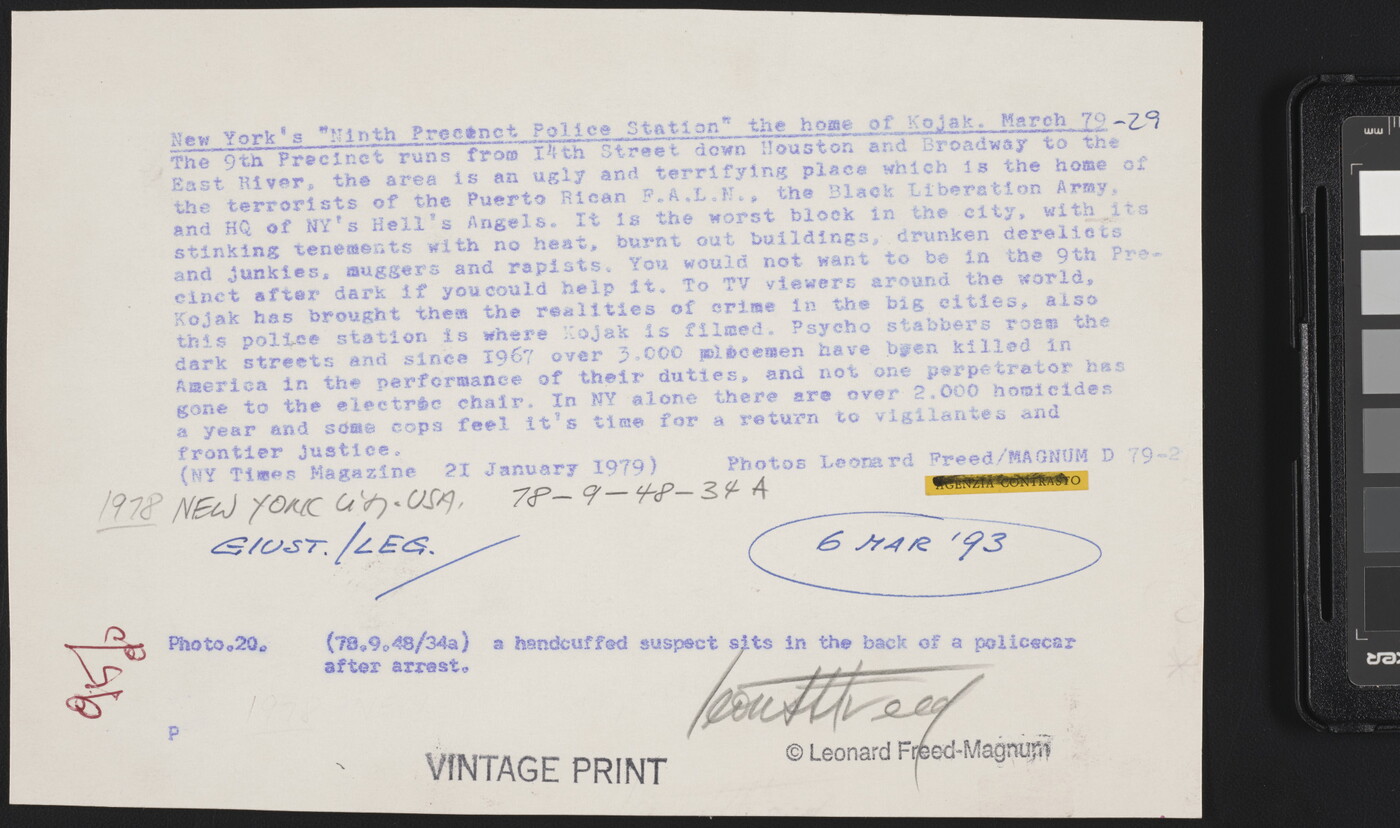 New York's "Ninth Precenct Police Station" the home of Kojak. March 79-29
The 9th Precinct runs from I4th Street down Houston and Broadway to the
East River, the area is an ugly and terrifying place which is the home of
the terrorists of the Puerto Rican F.A.L.N., the Black Liberation Army,
and HQ of NY's Hell's Angels. It is the worst block in the city, with its
stinking tenements with no heat, burnt out buildings, drunken derelicts
and junkies, muggers and rapists. You would not want to be in the 9th Pre-
cinct after dark if youcould help it. To TV viewers around the world,
Kojak has brought them the realities of crime in the big cities, also
this police station is where Kojak is filmed. Psycho stabbers roam the
dark streets and since I967 over 3.000 plocemen have been killed in
America in the performance of their duties, and not one perpetrator has
gone to the electric chair. In NY alone there are over 2.000 homicides
a year and some cops feel it's time for a return to vigilantes and
frontier justice.
(NY Times Magazine 2I January I979) Photos Leonard Freed/MAGNUM D 79-2
AGENZIA CONTRASTO
1978 NEW YORK City. USA. 78-9-48-34 A
GIUST./LEG.
6 MAR '93
Photo.20. (78.9.48/34a) a handcuffed suspect sits in the back of a policecar
after arrest.
Leonard Freed
P
© Leonard Freed-Magnum
VINTAGE PRINT
mm